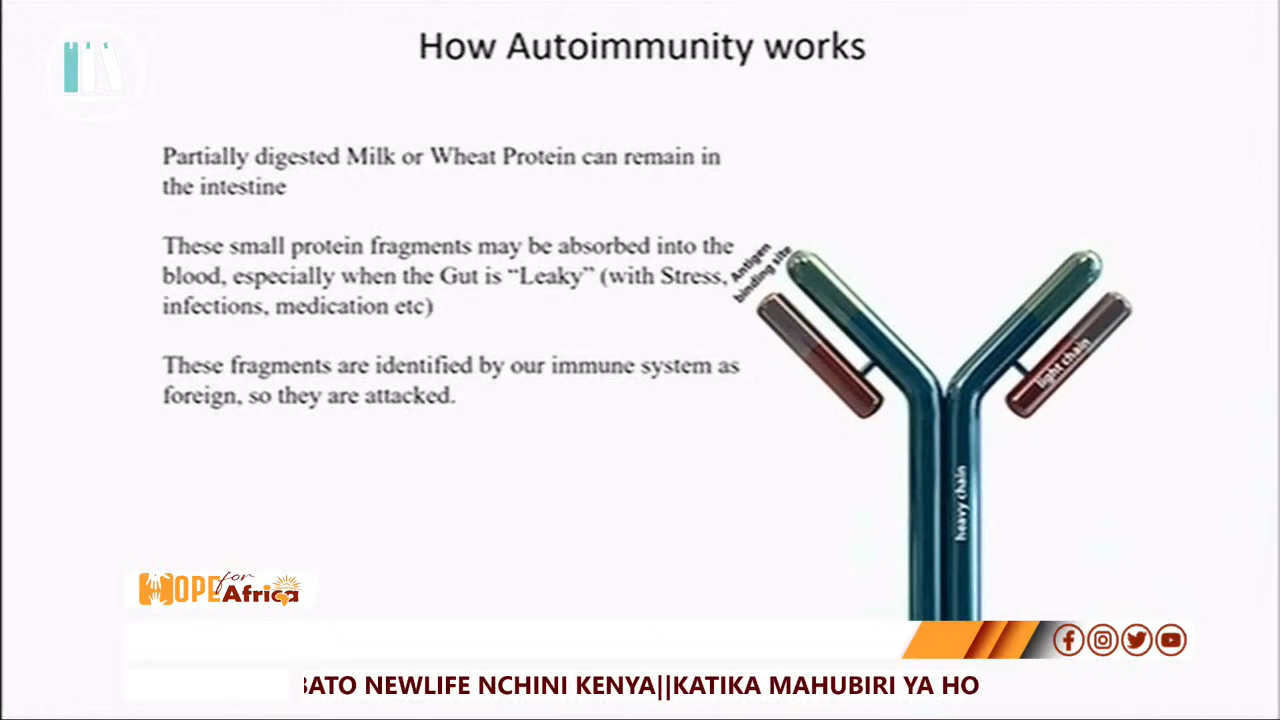 How Autoimmunity works
Partially digested Milk or Wheat Protein can remain in
the intestine
These small protein fragments may be absorbed into the
blood, especially when the Gut is “Leaky” (with Stress,
infections, medication etc)
These fragments are identified by our immune system as
foreign, so they are attacked.
Antigen
binding site
light chain
heavy chain
HOPE for
Africa
BATO NEWLIFE NCHINI KENYA||KATIKA MAHUBIRI YA HO